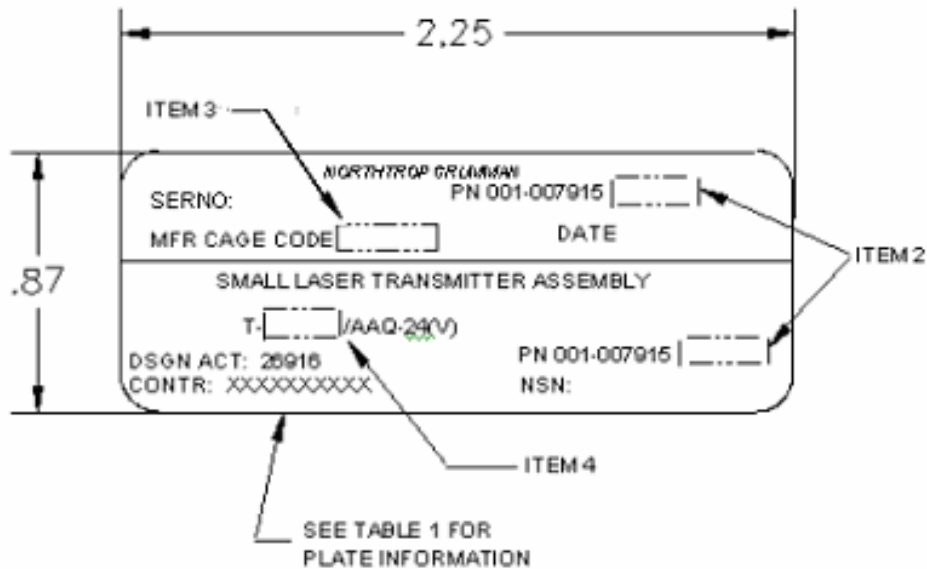 2.25
ITEM 3
NORTHTROP GRUMMAN
PN 001-007915
SERNO:
MFR CAGE CODE
DATE
ITEM 2
.87
SMALL LASER TRANSMITTER ASSEMBLY
T- /AAQ-24(V)
PN 001-007915
DSGN ACT: 26916
CONTR: XXXXXXXXXX
NSN:
ITEM 4
SEE TABLE 1 FOR
PLATE INFORMATION